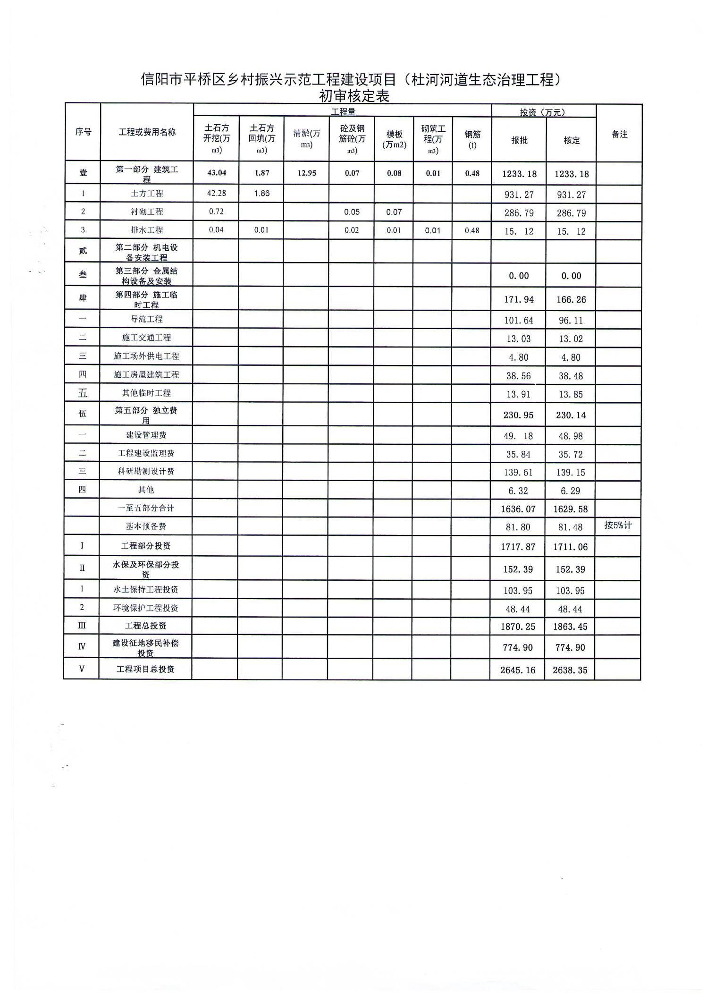 信阳市平桥区乡村振兴示范工程建设项目（杜河河道生态治理工程）
初审核定表
序号 工程或费用名称 工程量 投资（万元） 备注
土石方开挖(万m3) 土石方回填(万m3) 清淤(万m3) 砼及钢筋砼(万m3) 模板(万m2) 砌筑工程(万m3) 钢筋(t) 报批 核定
壹 第一部分 建筑工程 43.04 1.87 12.95 0.07 0.08 0.01 0.48 1233.18 1233.18
1 土方工程 42.28 1.86 931.27 931.27
2 衬砌工程 0.72 0.05 0.07 286.79 286.79
3 排水工程 0.04 0.01 0.02 0.01 0.01 0.48 15.12 15.12
贰 第二部分 机电设备安装工程
叁 第三部分 金属结构设备及安装 0.00 0.00
肆 第四部分 施工临时工程 171.94 166.26
一 导流工程 101.64 96.11
二 施工交通工程 13.03 13.02
三 施工场外供电工程 4.80 4.80
四 施工房屋建筑工程 38.56 38.48
五 其他临时工程 13.91 13.85
伍 第五部分 独立费用 230.95 230.14
一 建设管理费 49.18 48.98
二 工程建设监理费 35.84 35.72
三 科研勘测设计费 139.61 139.15
四 其他 6.32 6.29
一至五部分合计 1636.07 1629.58
基本预备费 81.80 81.48 按5%计
Ⅰ 工程部分投资 1717.87 1711.06
Ⅱ 水保及环保部分投资 152.39 152.39
1 水土保持工程投资 103.95 103.95
2 环境保护工程投资 48.44 48.44
Ⅲ 工程总投资 1870.25 1863.45
Ⅳ 建设征地移民补偿投资 774.90 774.90
Ⅴ 工程项目总投资 2645.16 2638.35